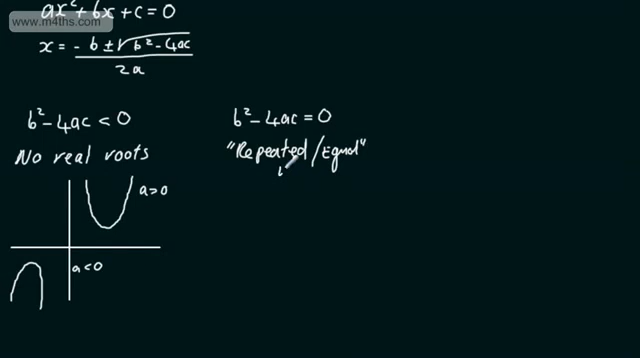 www.m4ths.com
ax² + bx + c = 0
x = -b ± √b² - 4ac
2a
b² - 4ac < 0
b² - 4ac = 0
No real roots
"Repeated/Equal"
a > 0
a < 0